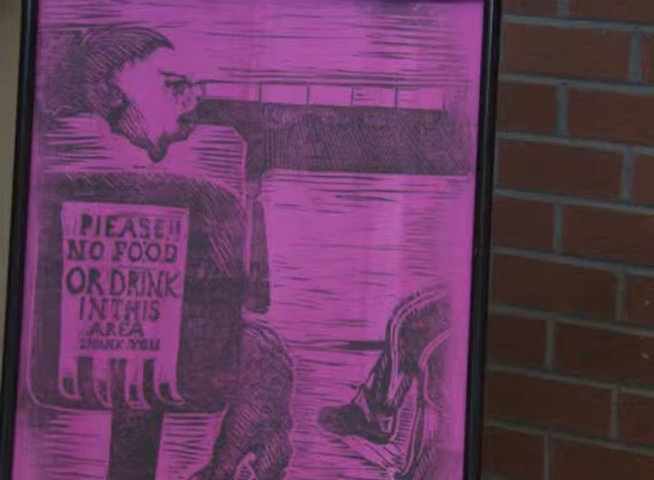 PLEASE!!
NO FOOD
OR DRINK
IN THIS
AREA
THANK YOU